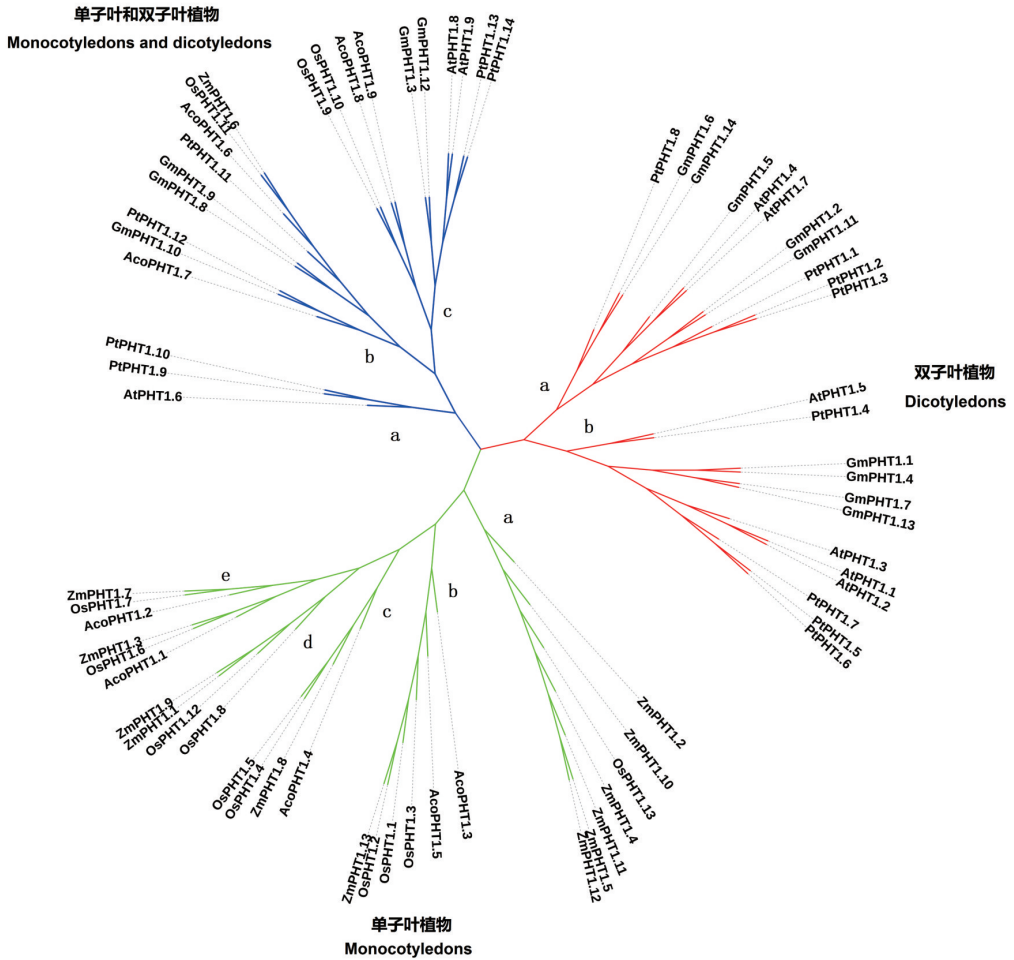 单子叶和双子叶植物
Monocotyledons and dicotyledons
ZmPHT1.6
OsPHT1.11
AcoPHT1.6
PtPHT1.11
GmPHT1.9
GmPHT1.8
PtPHT1.12
GmPHT1.10
AcoPHT1.7
PtPHT1.10
PtPHT1.9
AtPHT1.6
OsPHT1.9
OsPHT1.10
AcoPHT1.8
AcoPHT1.9
GmPHT1.3
GmPHT1.12
AtPHT1.8
AtPHT1.9
PtPHT1.13
PtPHT1.14
c
b
a
PtPHT1.8
GmPHT1.6
GmPHT1.14
GmPHT1.5
AtPHT1.4
AtPHT1.7
GmPHT1.2
GmPHT1.11
PtPHT1.1
PtPHT1.2
PtPHT1.3
a
b
双子叶植物
Dicotyledons
AtPHT1.5
PtPHT1.4
GmPHT1.1
GmPHT1.4
GmPHT1.7
GmPHT1.13
AtPHT1.3
AtPHT1.1
AtPHT1.2
PtPHT1.7
PtPHT1.5
PtPHT1.6
a
b
c
d
e
ZmPHT1.7
OsPHT1.7
AcoPHT1.2
ZmPHT1.3
OsPHT1.6
AcoPHT1.1
ZmPHT1.9
ZmPHT1.1
OsPHT1.12
OsPHT1.8
OsPHT1.5
OsPHT1.4
ZmPHT1.8
AcoPHT1.4
ZmPHT1.13
OsPHT1.2
OsPHT1.1
OsPHT1.3
AcoPHT1.5
AcoPHT1.3
ZmPHT1.12
ZmPHT1.5
ZmPHT1.11
ZmPHT1.4
OsPHT1.13
ZmPHT1.10
ZmPHT1.2
单子叶植物
Monocotyledons